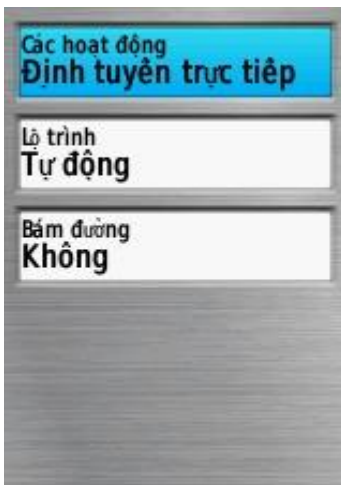 Các hoạt động
Định tuyến trực tiếp
Lộ trình
Tự động
Bám đường
Không